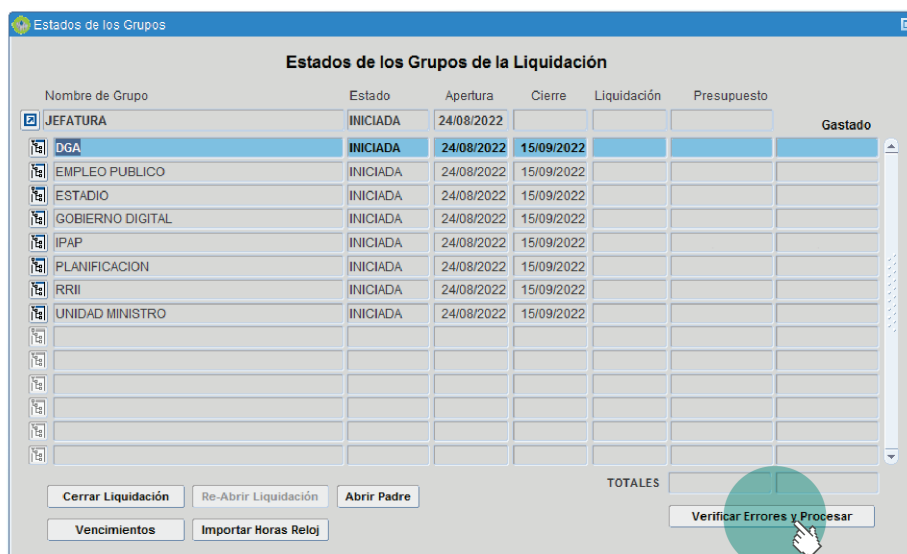 Estados de los Grupos
Estados de los Grupos de la Liquidación
Nombre de Grupo Estado Apertura Cierre Liquidación Presupuesto
JEFATURA INICIADA 24/08/2022
Gastado
DGA INICIADA 24/08/2022 15/09/2022
EMPLEO PUBLICO INICIADA 24/08/2022 15/09/2022
ESTADIO INICIADA 24/08/2022 15/09/2022
GOBIERNO DIGITAL INICIADA 24/08/2022 15/09/2022
IPAP INICIADA 24/08/2022 15/09/2022
PLANIFICACION INICIADA 24/08/2022 15/09/2022
RRII INICIADA 24/08/2022 15/09/2022
UNIDAD MINISTRO INICIADA 24/08/2022 15/09/2022
TOTALES
Cerrar Liquidación Re-Abrir Liquidación Abrir Padre
Verificar Errores y Procesar
Vencimientos Importar Horas Reloj